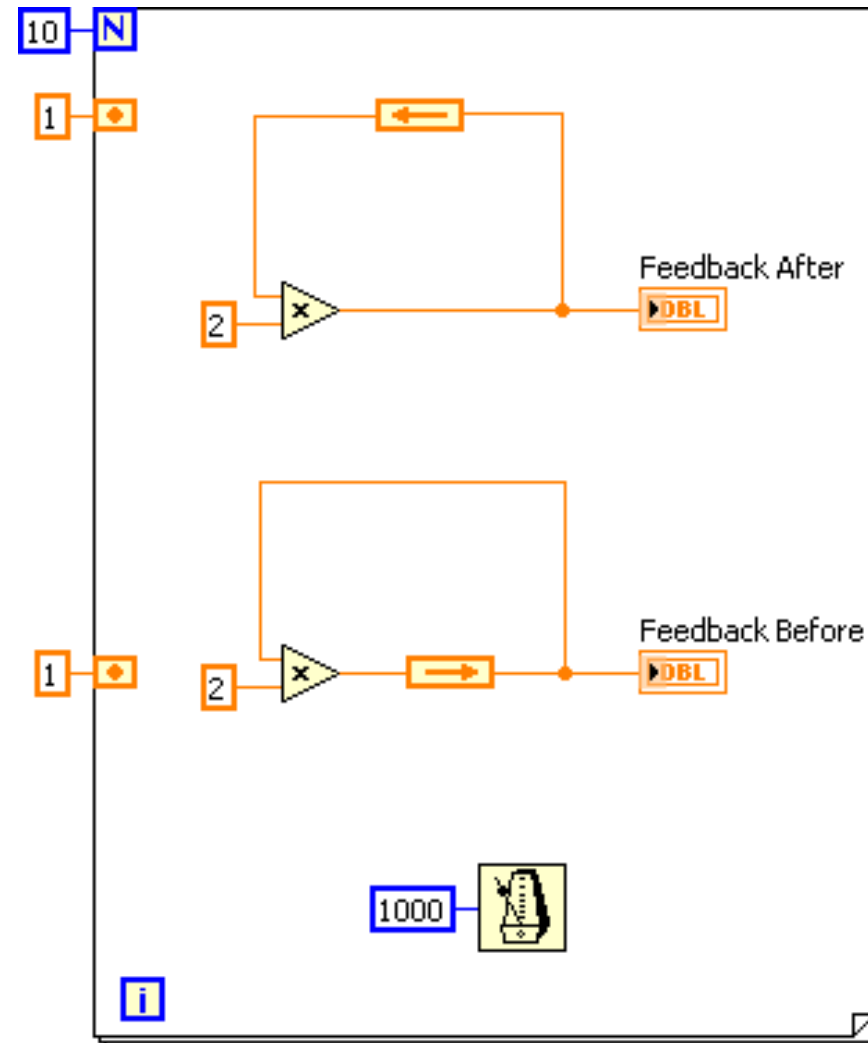 10 N
1
Feedback After
× DBL
2
Feedback Before
1 × DBL
2
1000
i